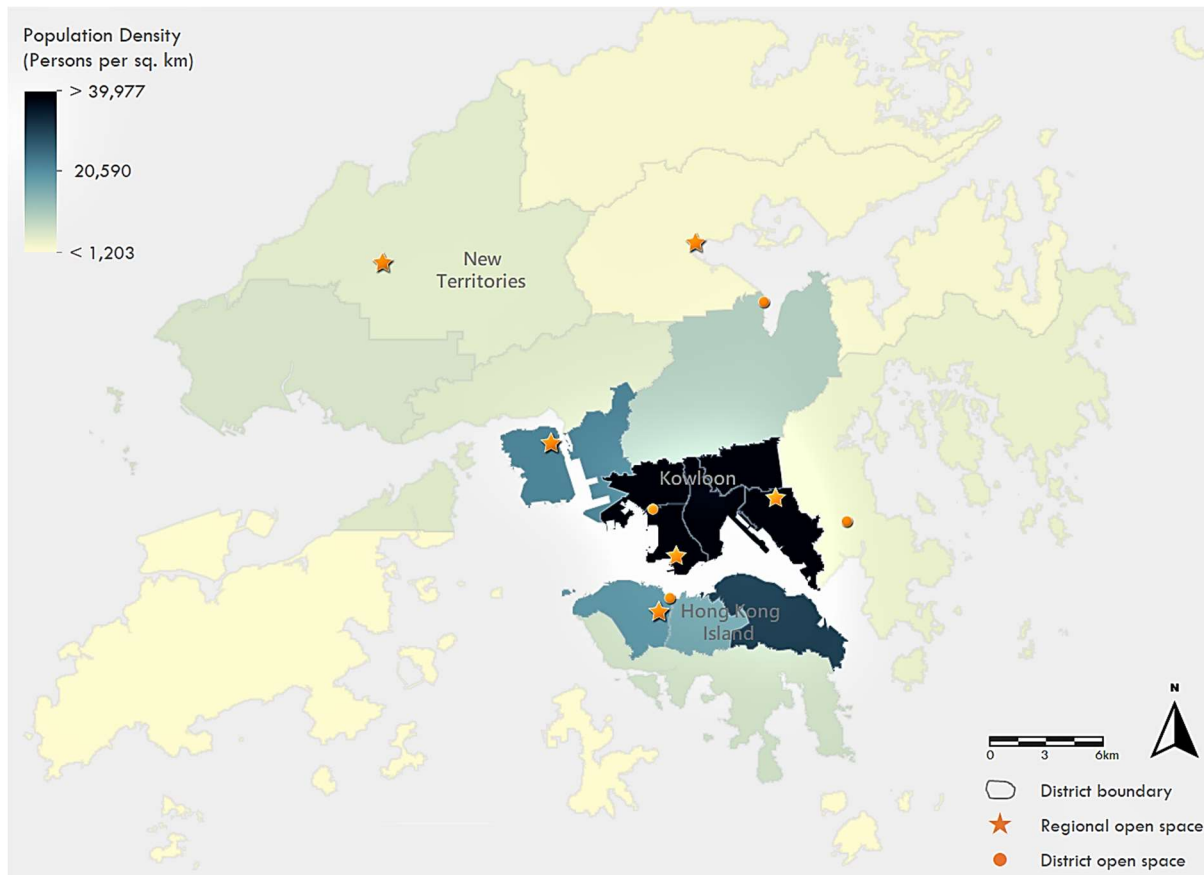 Population Density
(Persons per sq. km)
> 39,977
20,590
< 1,203
New
Territories
Kowloon
Hong Kong
Island
N
0 3 6km
District boundary
Regional open space
District open space